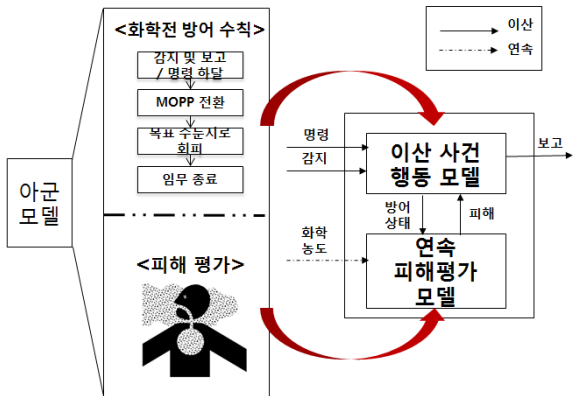 <화학전 방어 수칙>
감지 및 보고
/ 명령 하달
MOPP 전환
목표 주둔지로
회피
임무 종료
아군
모델
<피해 평가>
이산
연속
명령
감지
이산 사건
행동 모델
보고
방어
상태
피해
화학
농도
연속
피해평가
모델